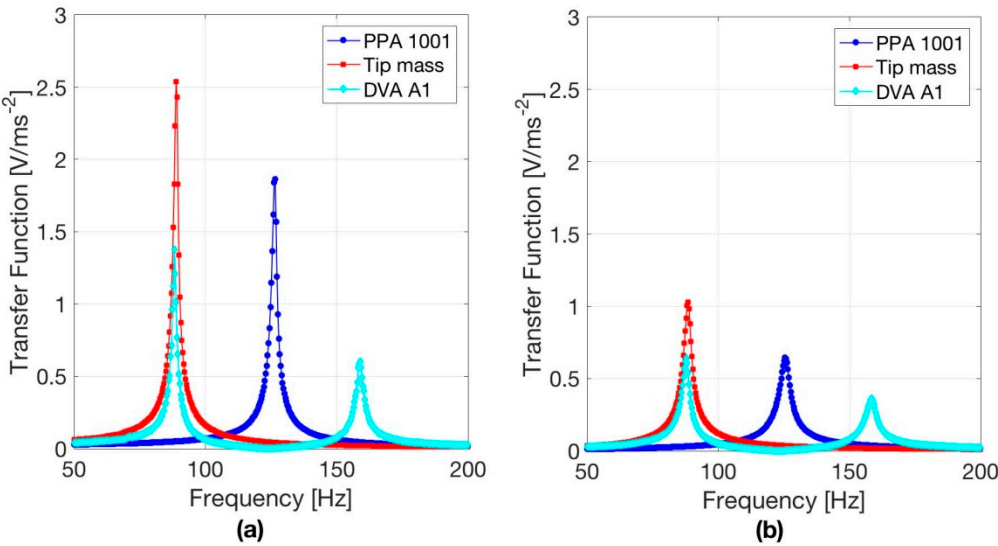 3
2.5
2
1.5
1
0.5
0
50
100
150
200
Transfer Function [V/ms⁻²]
Frequency [Hz]
PPA 1001
Tip mass
DVA A1
(a)
3
2.5
2
1.5
1
0.5
0
50
100
150
200
Transfer Function [V/ms⁻²]
Frequency [Hz]
PPA 1001
Tip mass
DVA A1
(b)